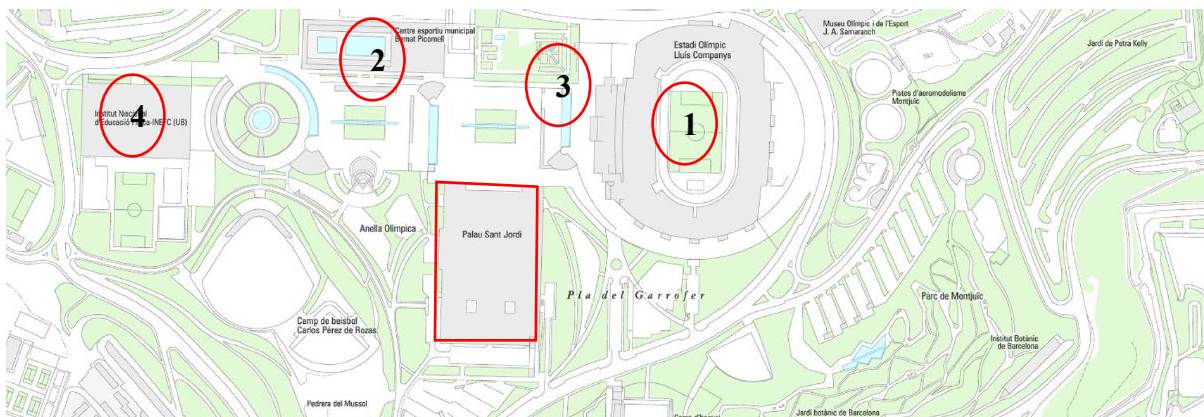 Centre esportiu municipal
Bernat Picornell
2
3
4
Institut Nacional
d'Educació Física-INEFC (UB)
Estadi Olímpic
Lluís Companys
1
Museu Olímpic i de l'Esport
J. A. Samaranch
Jardí de Petra Kelly
Pistes d'aeromodelisme
Montjuïc
Anella Olímpica
Palau Sant Jordi
Pla del Garrofer
Parc de Montjuïc
Camp de beisbol
Carlos Pérez de Rozas
Institut Botànic
de Barcelona
Pedrera del Mussol
Jardí botànic de Barcelona